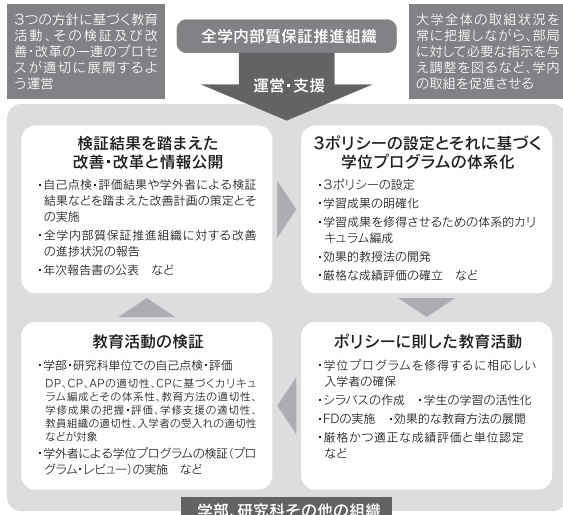 3つの方針に基づく教育
活動、その検証及び改
善・改革の一連のプロセ
スが適切に展開するよ
う運営
全学内部質保証推進組織
運営・支援
大学全体の取組状況を
常に把握しながら、部局
に対して必要な指示を与
え調整を図るなど、学内
の取組を促進させる
検証結果を踏まえた
改善・改革と情報公開
・自己点検・評価結果や学外者による検証
結果などを踏まえた改善計画の策定とそ
の実施
・全学内部質保証推進組織に対する改善
の進捗状況の報告
・年次報告書の公表 など
3ポリシーの設定とそれに基づく
学位プログラムの体系化
・3ポリシーの設定
・学習成果の明確化
・学習成果を修得させるための体系的カリ
キュラム編成
・効果的教授法の開発
・厳格な成績評価の確立 など
教育活動の検証
・学部・研究科単位での自己点検・評価
DP、CP、APの適切性、CPに基づくカリキュ
ラム編成とその体系性、教育方法の適切性、
学修成果の把握・評価、学修支援の適切性、
教員組織の適切性、入学者の受入れの適切性
などが対象
・学外者による学位プログラムの検証(プロ
グラム・レビュー)の実施 など
ポリシーに則した教育活動
・学位プログラムを修得するに相応しい
入学者の確保
・シラバスの作成 ・学生の学習の活性化
・FDの実施 ・効果的な教育方法の展開
・厳格かつ適正な成績評価と単位認定
など
学部、研究科その他の組織